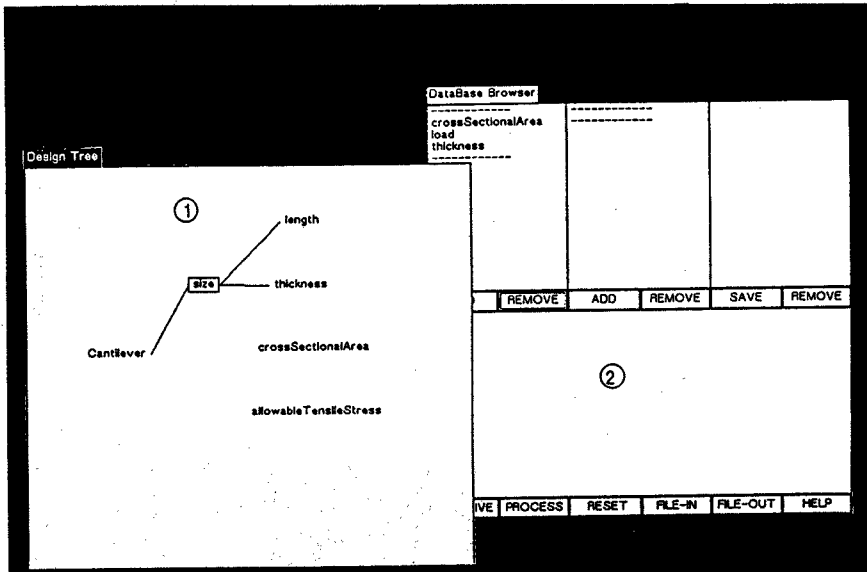 DataBase Browser
------------
crossSectionalArea
load
thickness
------------
------------
------------
REMOVE
ADD
REMOVE
SAVE
REMOVE
2
IVE
PROCESS
RESET
FILE-IN
FILE-OUT
HELP
Design Tree
1
length
size
thickness
Cantilever
crossSectionalArea
allowableTensileStress